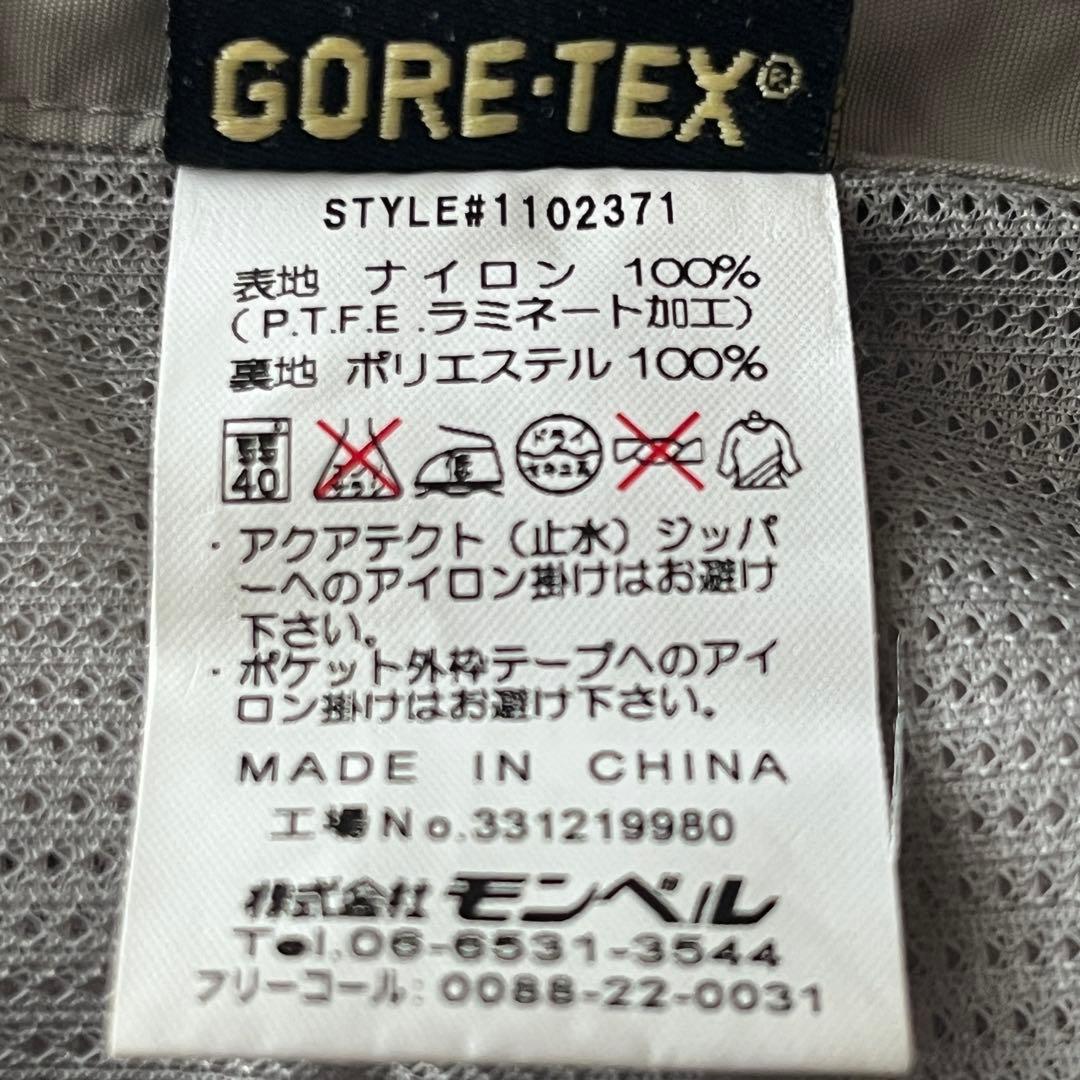 GORE-TEX®
STYLE#1102371
表地 ナイロン 100%
(P.T.F.E.ラミネート加工)
裏地 ポリエステル 100%
40 ドライ
・アクアテクト（止水）ジッパ
ーへのアイロン掛けはお避け
下さい。
・ポケット外枠テープへのアイ
ロン掛けはお避け下さい。
MADE IN CHINA
工場No.331219980
株式会社 モンベル
Tel.06-6531-3544
フリーコール:0088-22-0031